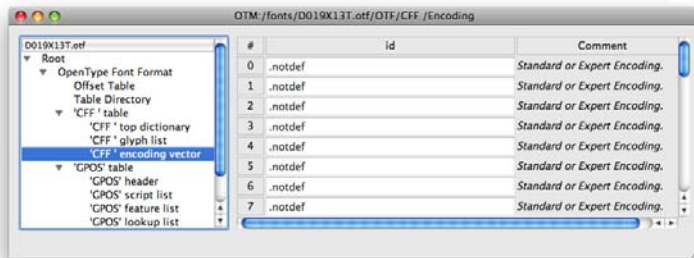 OTM:/fonts/D019X13T.otf/OTF/CFF /Encoding
D019X13T.otf
Root
OpenType Font Format
Offset Table
Table Directory
'CFF ' table
'CFF ' top dictionary
'CFF ' glyph list
'CFF ' encoding vector
'GPOS' table
'GPOS' header
'GPOS' script list
'GPOS' feature list
'GPOS' lookup list
# id Comment
0 .notdef Standard or Expert Encoding.
1 .notdef Standard or Expert Encoding.
2 .notdef Standard or Expert Encoding.
3 .notdef Standard or Expert Encoding.
4 .notdef Standard or Expert Encoding.
5 .notdef Standard or Expert Encoding.
6 .notdef Standard or Expert Encoding.
7 .notdef Standard or Expert Encoding.